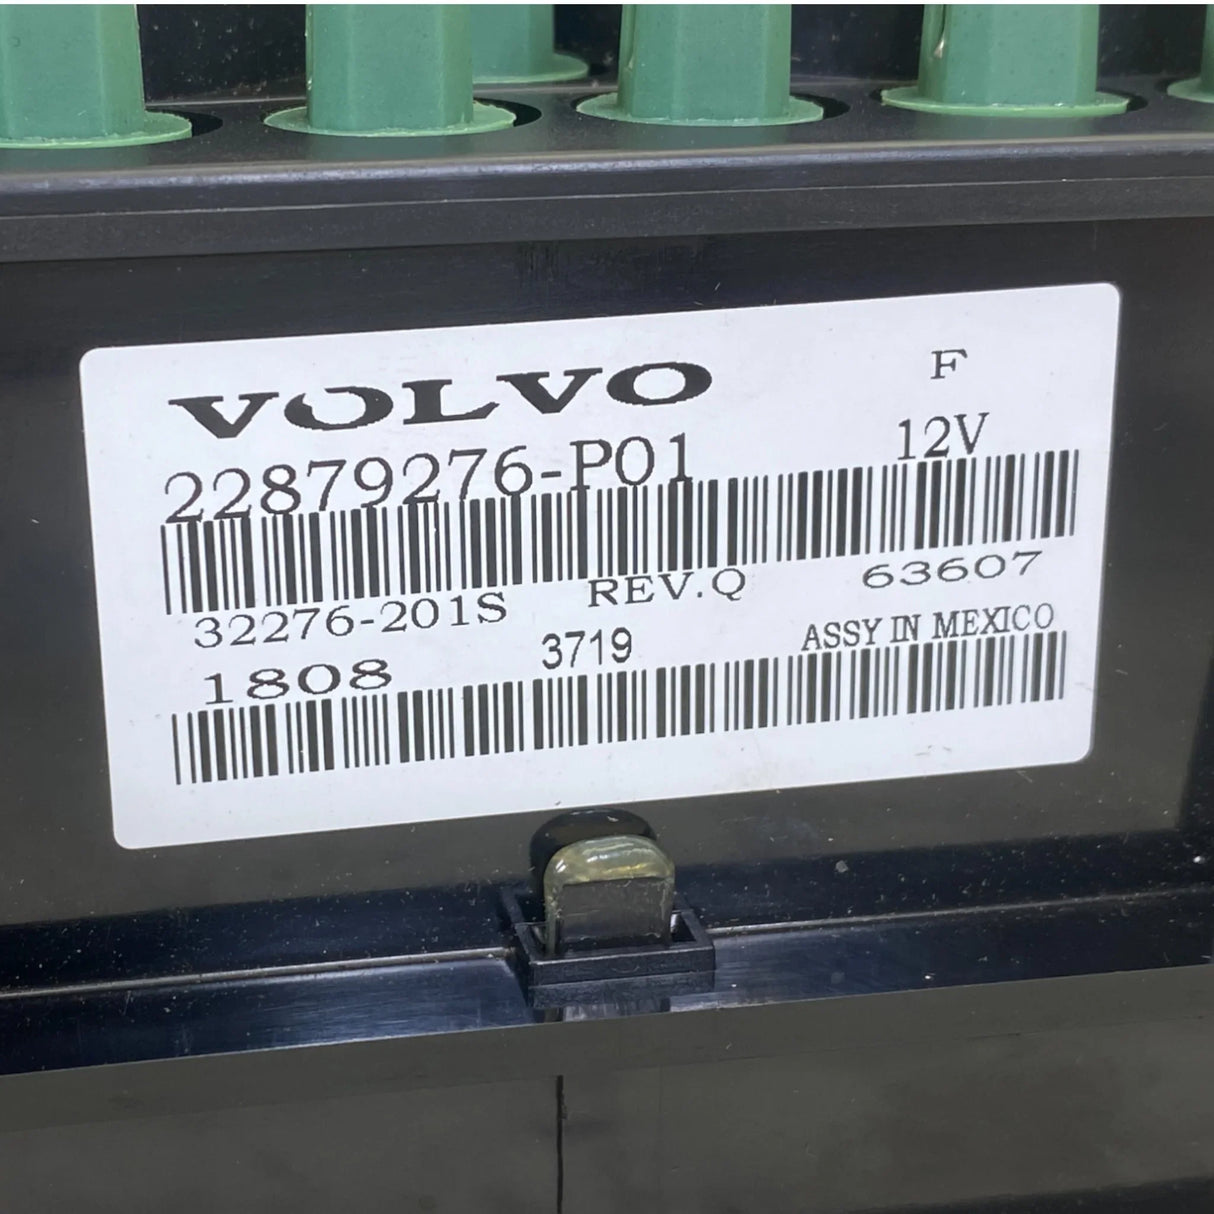 VOLVO F
22879276-P01 12V
32276-201S REV.Q 63607
1808 3719 ASSY IN MEXICO